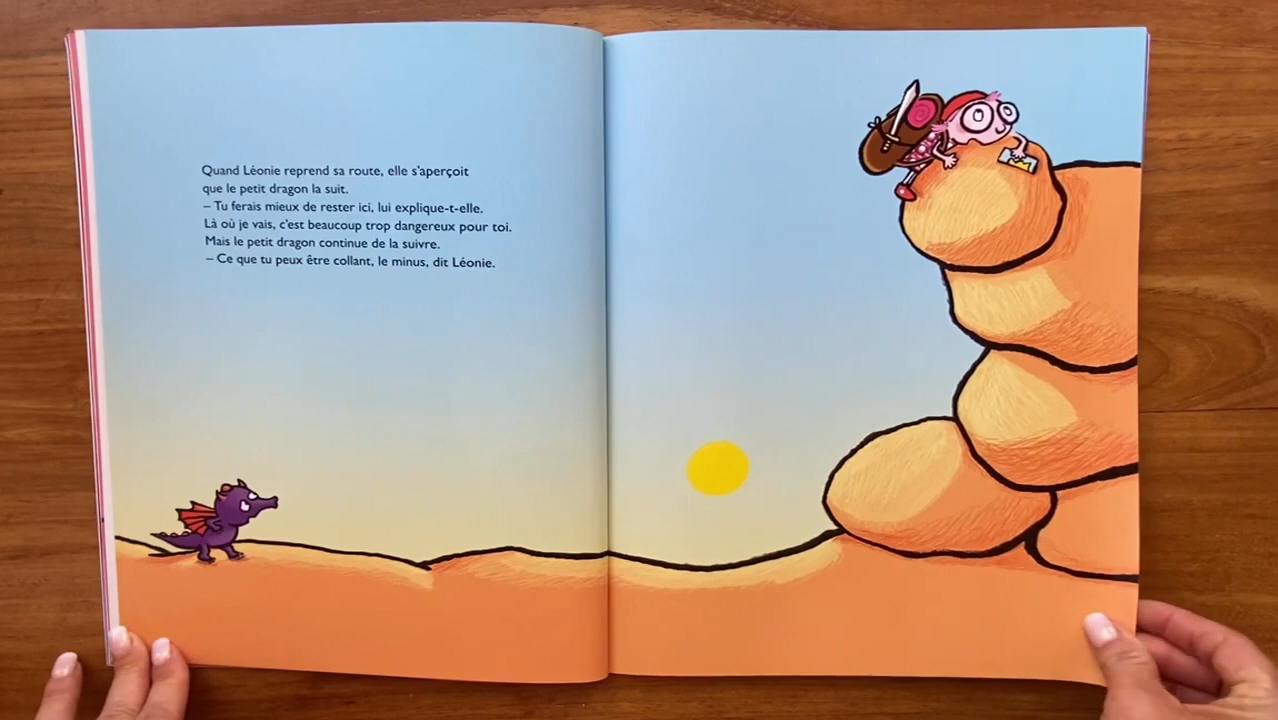 Quand Léonie reprend sa route, elle s'aperçoit
que le petit dragon la suit.
– Tu ferais mieux de rester ici, lui explique-t-elle.
Là où je vais, c'est beaucoup trop dangereux pour toi.
Mais le petit dragon continue de la suivre.
– Ce que tu peux être collant, le minus, dit Léonie.